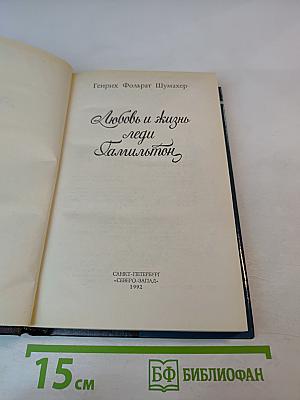 Генрих Фольрат Шумахер
Любовь и жизнь
леди
Гамильтон
САНКТ-ПЕТЕРБУРГ
«СЕВЕРО-ЗАПАД»
1992
15 см
БФ БИБЛИОФАН